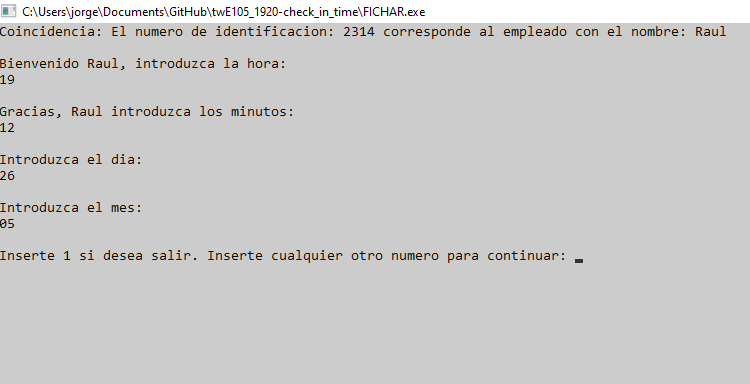 C:\Users\jorge\Documents\GitHub\twE105_1920-check_in_time\FICHAR.exe
Coincidencia: El numero de identificacion: 2314 corresponde al empleado con el nombre: Raul
Bienvenido Raul, introduzca la hora:
19
Gracias, Raul introduzca los minutos:
12
Introduzca el dia:
26
Introduzca el mes:
05
Inserte 1 si desea salir. Inserte cualquier otro numero para continuar: